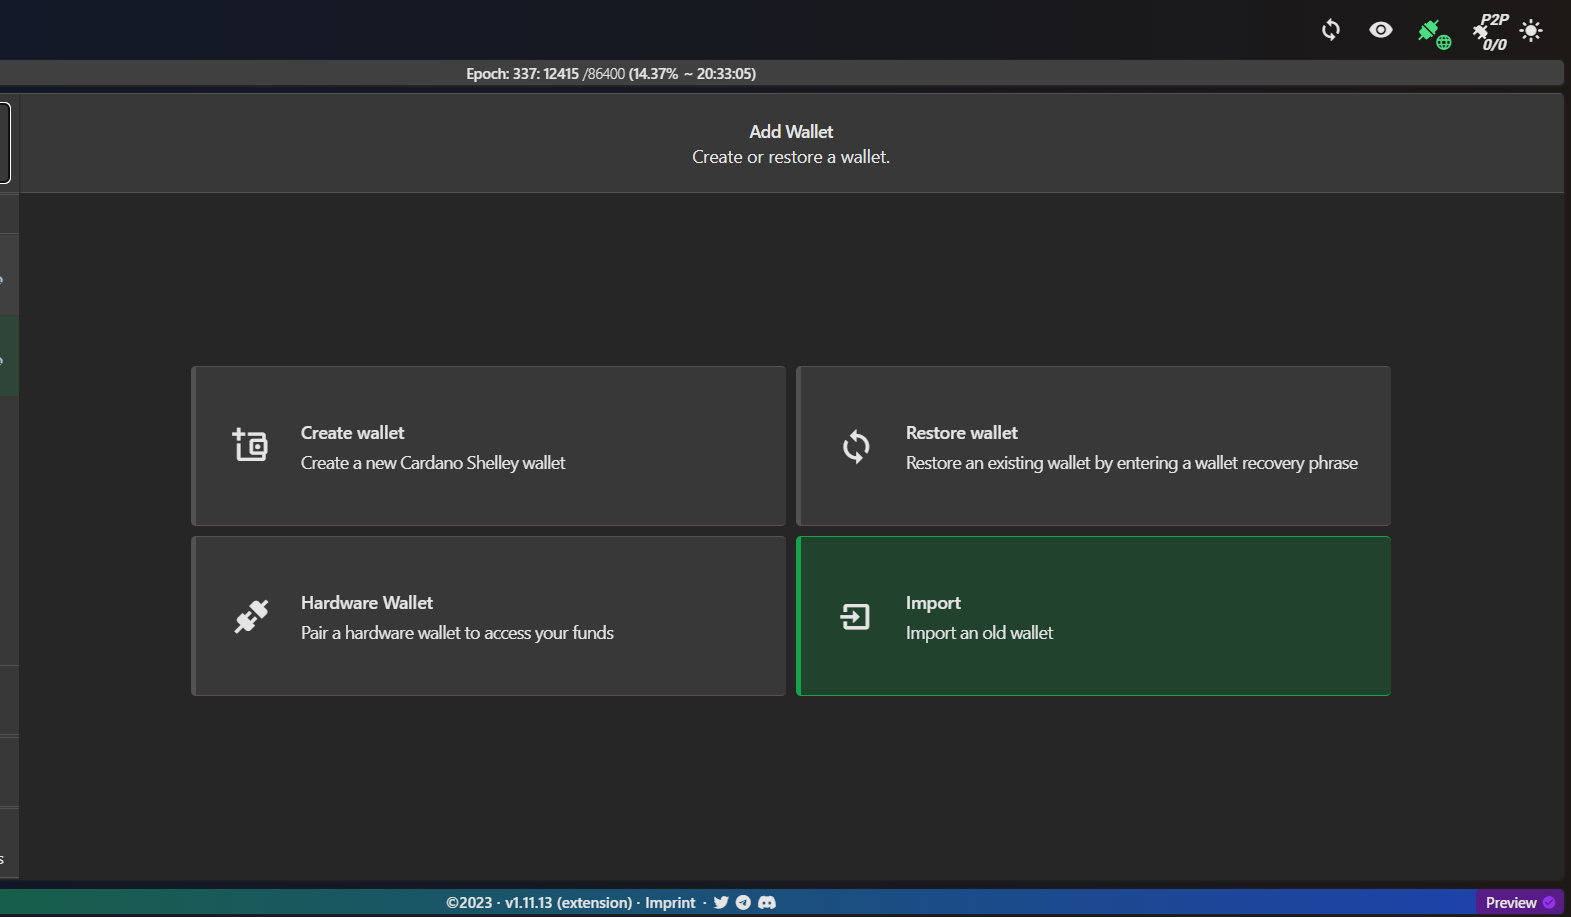 P2P
0/0
Epoch: 337: 12415 /86400 (14.37% ~ 20:33:05)
Add Wallet
Create or restore a wallet.
Create wallet
Create a new Cardano Shelley wallet
Restore wallet
Restore an existing wallet by entering a wallet recovery phrase
Hardware Wallet
Pair a hardware wallet to access your funds
Import
Import an old wallet
s
©2023 · v1.11.13 (extension) · Imprint ·
Preview